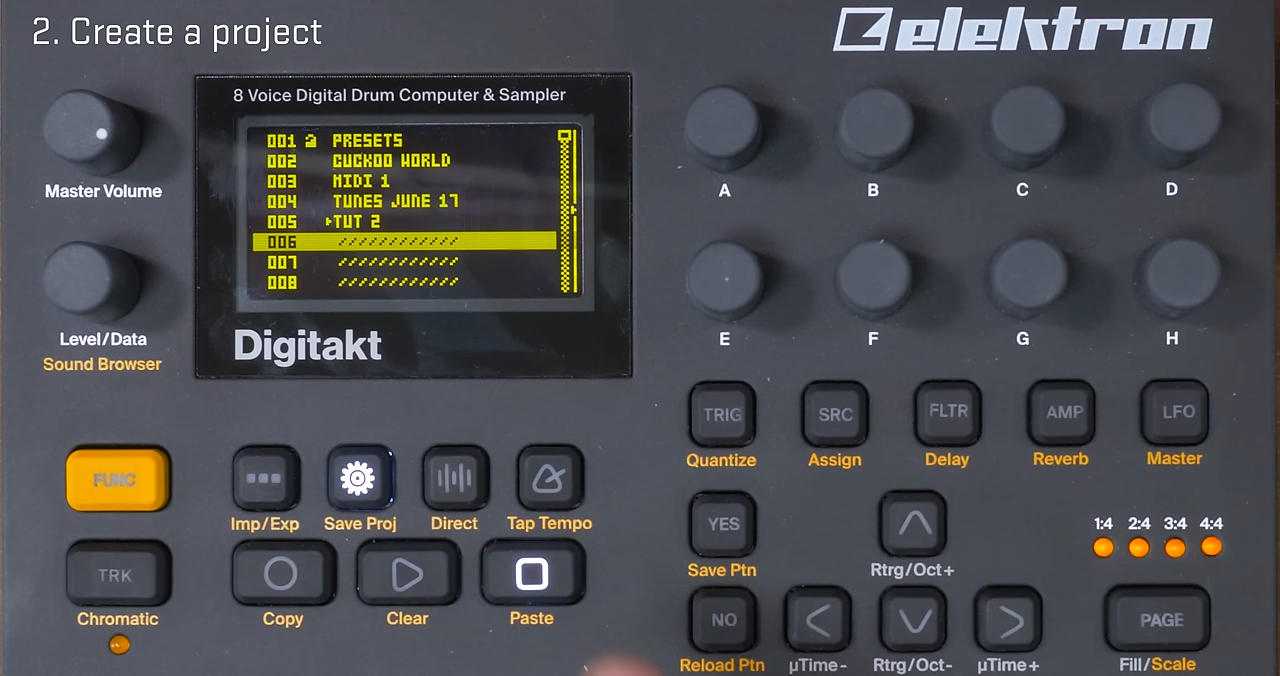 2. Create a project
elektron
8 Voice Digital Drum Computer & Sampler
001 PRESETS
002 CUCKOO WORLD
003 MIDI 1
004 TUNES JUNE 17
005 TUT 2
006 ////////////
007 ////////////
008 ////////////
Digitakt
Master Volume
Level/Data
Sound Browser
A
B
C
D
E
F
G
H
TRIG
SRC
FLTR
AMP
LFO
Quantize
Assign
Delay
Reverb
Master
FUNC
Imp/Exp
Save Proj
Direct
Tap Tempo
TRK
Chromatic
Copy
Clear
Paste
YES
Save Ptn
Rtrg/Oct+
1:4 2:4 3:4 4:4
NO
Reload Ptn
µTime-
Rtrg/Oct-
µTime+
PAGE
Fill/Scale